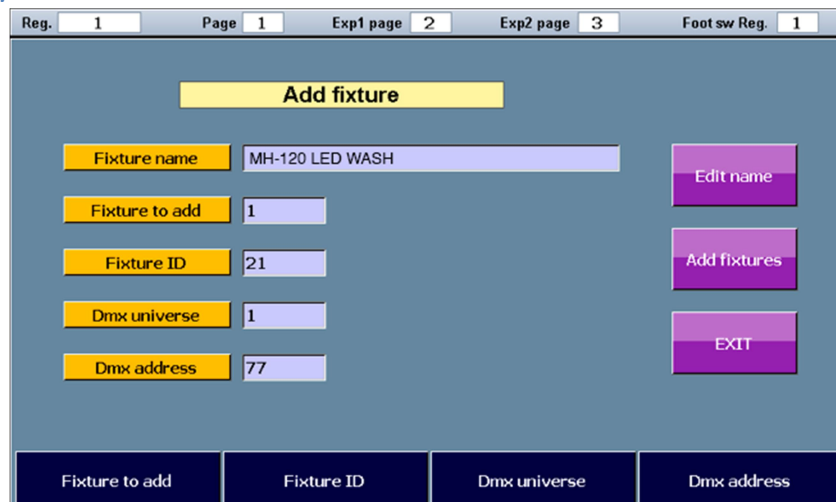 Reg. 1 Page 1 Exp1 page 2 Exp2 page 3 Foot sw Reg. 1
Add fixture
Fixture name MH-120 LED WASH
Edit name
Fixture to add 1
Fixture ID 21
Add fixtures
Dmx universe 1
EXIT
Dmx address 77
Fixture to add Fixture ID Dmx universe Dmx address